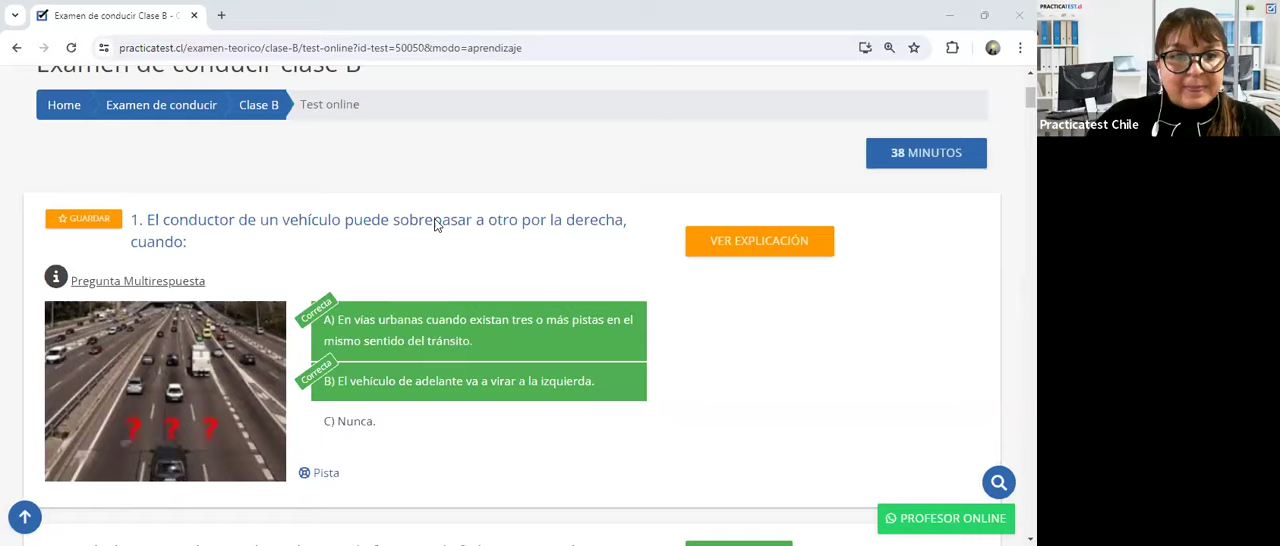 Examen de conducir Clase B - C
PRACTICATEST.cl
practicatest.cl/examen-teorico/clase-B/test-online?id-test=50050&modo=aprendizaje
Examen de conducir clase B
Home
Examen de conducir
Clase B
Test online
Practicatest Chile
38 MINUTOS
GUARDAR
1. El conductor de un vehículo puede sobrepasar a otro por la derecha,
cuando:
VER EXPLICACIÓN
i
Pregunta Multirespuesta
Correcta
A) En vías urbanas cuando existan tres o más pistas en el
mismo sentido del tránsito.
Correcta
B) El vehículo de adelante va a virar a la izquierda.
? ? ?
C) Nunca.
Pista
PROFESOR ONLINE